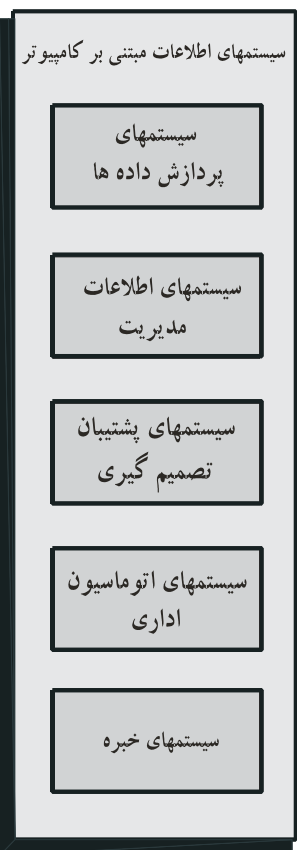 سیستمهای اطلاعات مبتنی بر کامپیوتر
سیستمهای
پردازش داده ها
سیستمهای اطلاعات
مدیریت
سیستمهای پشتیبان
تصمیم گیری
سیستمهای اتوماسیون
اداری
سیستمهای خبره